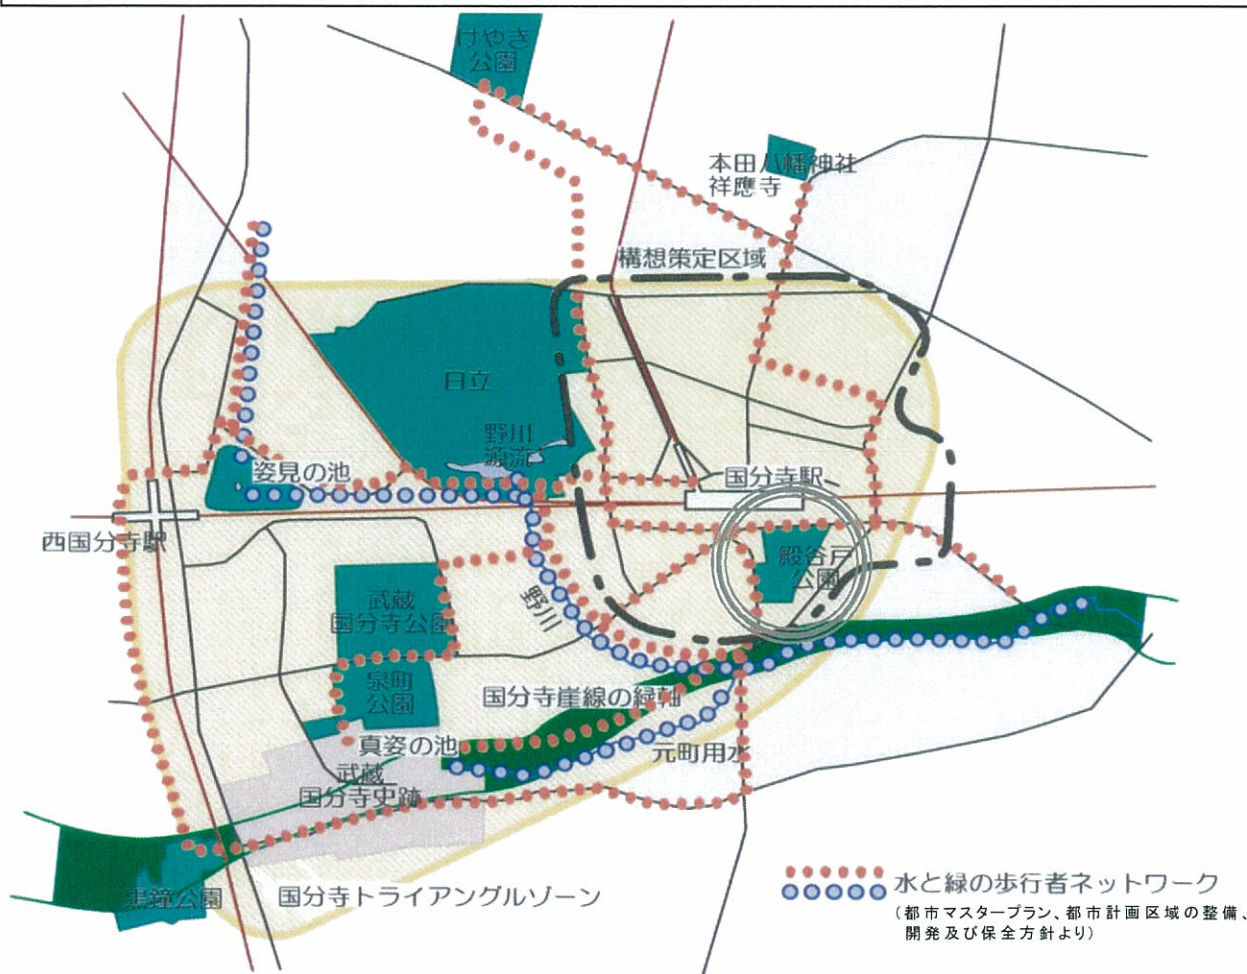 けやき
公園
本田八幡神社
祥應寺
構想策定区域
日立
野川
源流
姿見の池
国分寺駅
西国分寺駅
殿谷戸
公園
武蔵
国分寺公園
野川
泉町
公園
国分寺崖線の緑軸
真姿の池
元町用水
武蔵
国分寺史跡
黒鐘公園
国分寺トライアングルゾーン
水と緑の歩行者ネットワーク
（都市マスタープラン、都市計画区域の整備、
開発及び保全方針より）